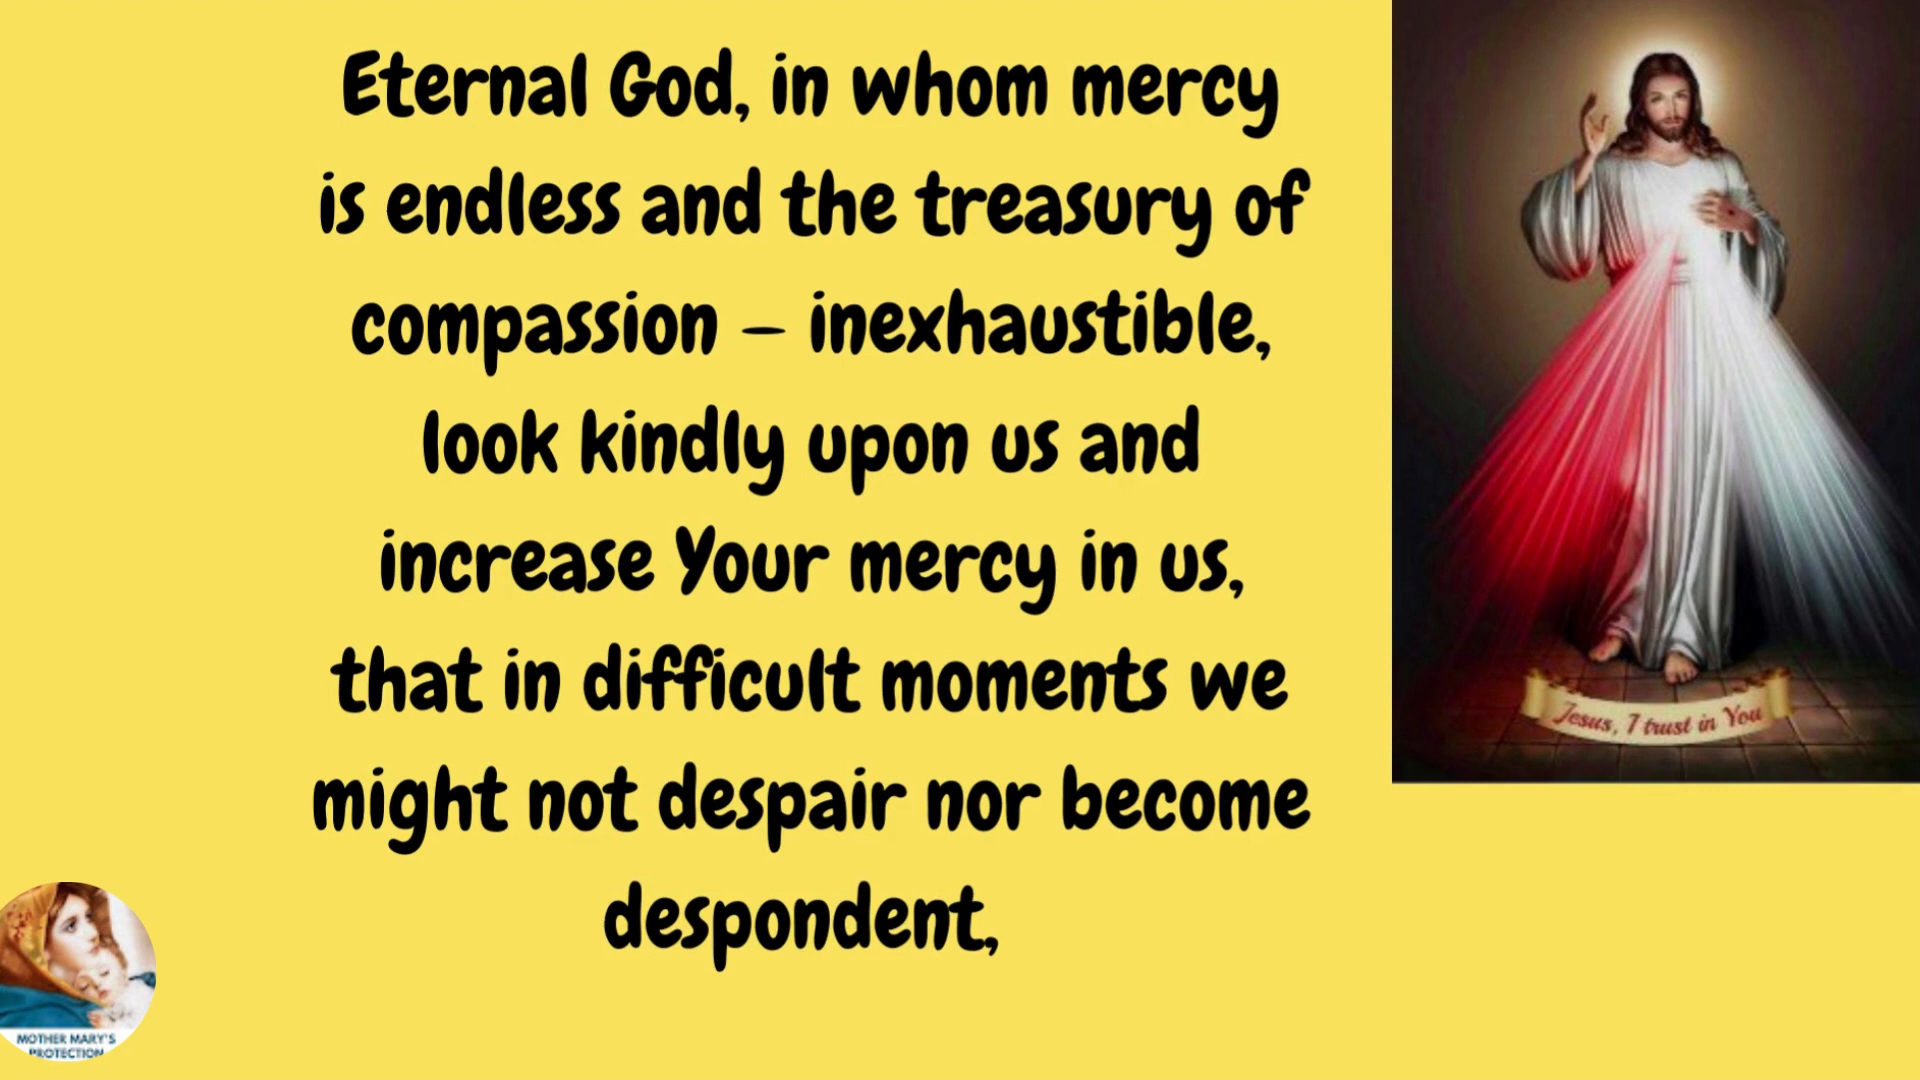 Eternal God, in whom mercy
is endless and the treasury of
compassion – inexhaustible,
look kindly upon us and
increase Your mercy in us,
that in difficult moments we
might not despair nor become
despondent,
Jesus, I trust in You
MOTHER MARY'S
PROTECTION